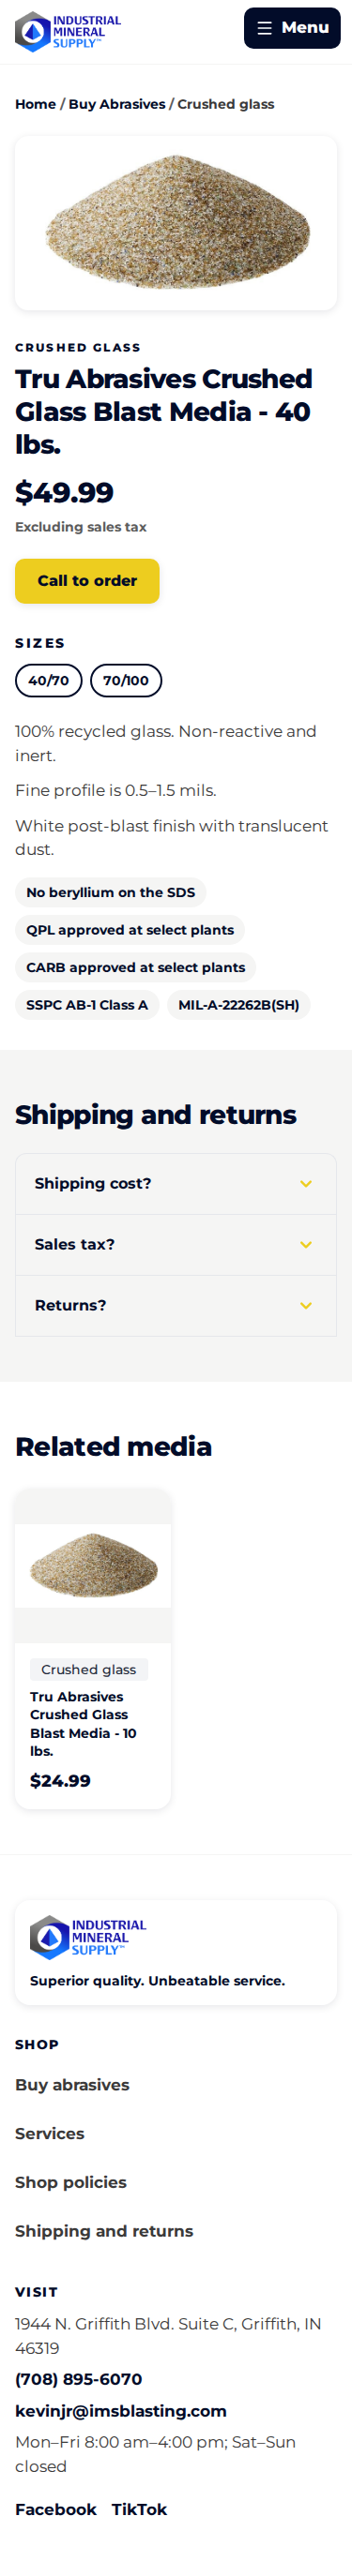 INDUSTRIAL
MINERAL
SUPPLY™
Menu
Home / Buy Abrasives / Crushed glass
CRUSHED GLASS
Tru Abrasives Crushed
Glass Blast Media - 40
lbs.
$49.99
Excluding sales tax
Call to order
SIZES
40/70 70/100
100% recycled glass. Non-reactive and
inert.
Fine profile is 0.5–1.5 mils.
White post-blast finish with translucent
dust.
No beryllium on the SDS
QPL approved at select plants
CARB approved at select plants
SSPC AB-1 Class A MIL-A-22262B(SH)
Shipping and returns
Shipping cost?
Sales tax?
Returns?
Related media
Crushed glass
Tru Abrasives
Crushed Glass
Blast Media - 10
lbs.
$24.99
INDUSTRIAL
MINERAL
SUPPLY™
Superior quality. Unbeatable service.
SHOP
Buy abrasives
Services
Shop policies
Shipping and returns
VISIT
1944 N. Griffith Blvd. Suite C, Griffith, IN
46319
(708) 895-6070
kevinjr@imsblasting.com
Mon–Fri 8:00 am–4:00 pm; Sat–Sun
closed
Facebook TikTok